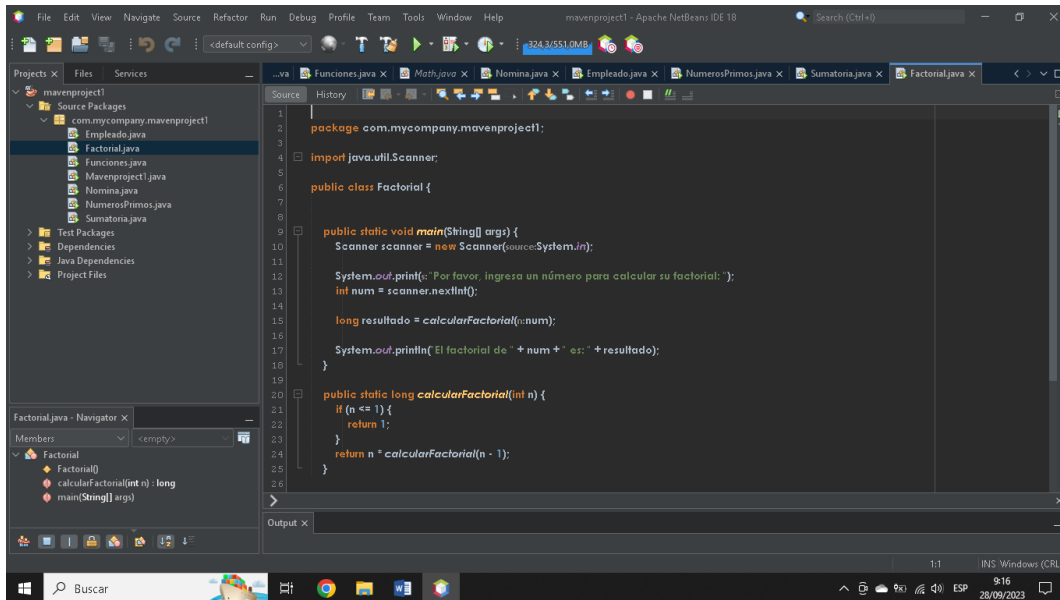 File Edit View Navigate Source Refactor Run Debug Profile Team Tools Window Help mavenproject1 - Apache NetBeans IDE 18 Search (Ctrl+I)
<default config> 324,3/551,0MB
Projects Files Services
...va Funciones.java Math.java Nomina.java Empleado.java NumerosPrimos.java Sumatoria.java Factorial.java
mavenproject1
Source Packages
com.mycompany.mavenproject1
Empleado.java
Factorial.java
Funciones.java
Mavenproject1.java
Nomina.java
NumerosPrimos.java
Sumatoria.java
Test Packages
Dependencies
Java Dependencies
Project Files
Source History
1
2 package com.mycompany.mavenproject1;
3
4 import java.util.Scanner;
5
6 public class Factorial {
7
8
9 public static void main(String[] args) {
10 Scanner scanner = new Scanner(source:System.in);
11
12 System.out.print(s:"Por favor, ingresa un número para calcular su factorial: ");
13 int num = scanner.nextInt();
14
15 long resultado = calcularFactorial(n:num);
16
17 System.out.println("El factorial de " + num + " es: " + resultado);
18 }
19
20 public static long calcularFactorial(int n) {
21 if (n <= 1) {
22 return 1;
23 }
24 return n * calcularFactorial(n - 1);
25 }
26
Factorial.java - Navigator
Members <empty>
Factorial
Factorial()
calcularFactorial(int n) : long
main(String[] args)
Output
1:1 INS Windows (CRL
Buscar
ESP
9:16
28/09/2023